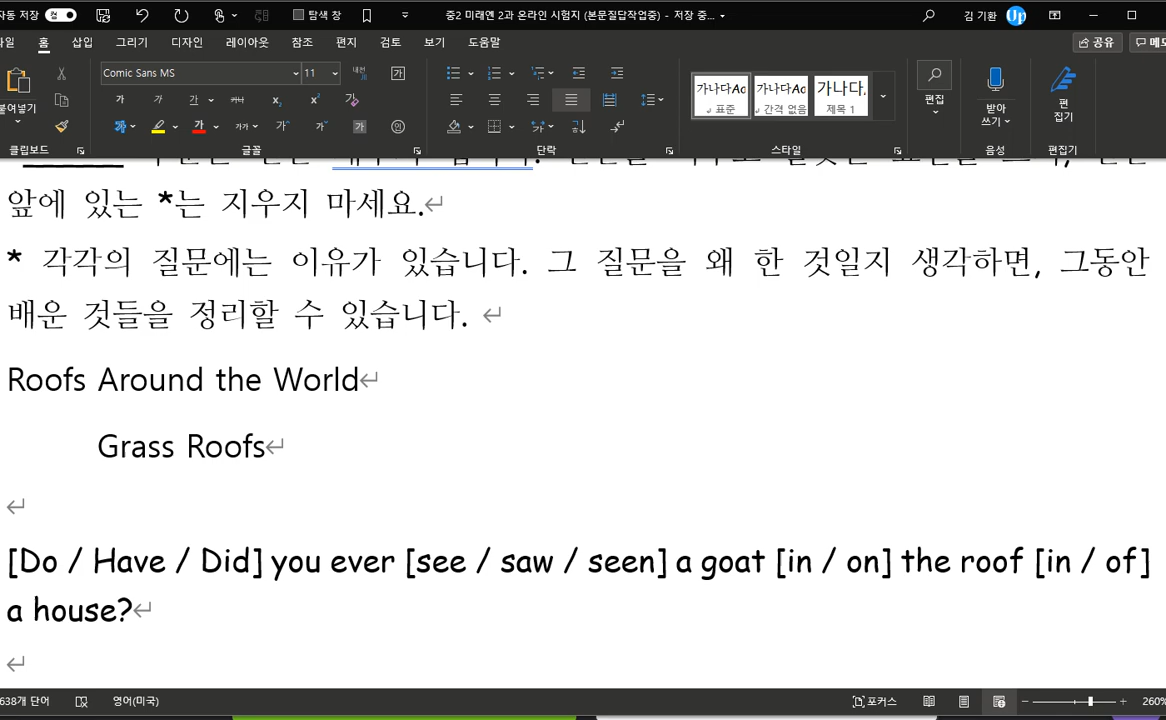 자동 저장 켬 탐색 창 중2 미래엔 2과 온라인 시험지 (본문질답작업중) - 저장 중... 김 기환 Up
파일 홈 삽입 그리기 디자인 레이아웃 참조 편지 검토 보기 도움말 공유 메모
붙여넣기 Comic Sans MS 11 가나다 표준 가나다 간격 없음 가나다. 제목 1 편집 받아쓰기 편집기
클립보드 글꼴 단락 스타일 음성 편집기
앞에 있는 *는 지우지 마세요.
* 각각의 질문에는 이유가 있습니다. 그 질문을 왜 한 것일지 생각하면, 그동안
배운 것들을 정리할 수 있습니다.
Roofs Around the World
Grass Roofs
[Do / Have / Did] you ever [see / saw / seen] a goat [in / on] the roof [in / of]
a house?
638개 단어 영어(미국) 포커스 260%